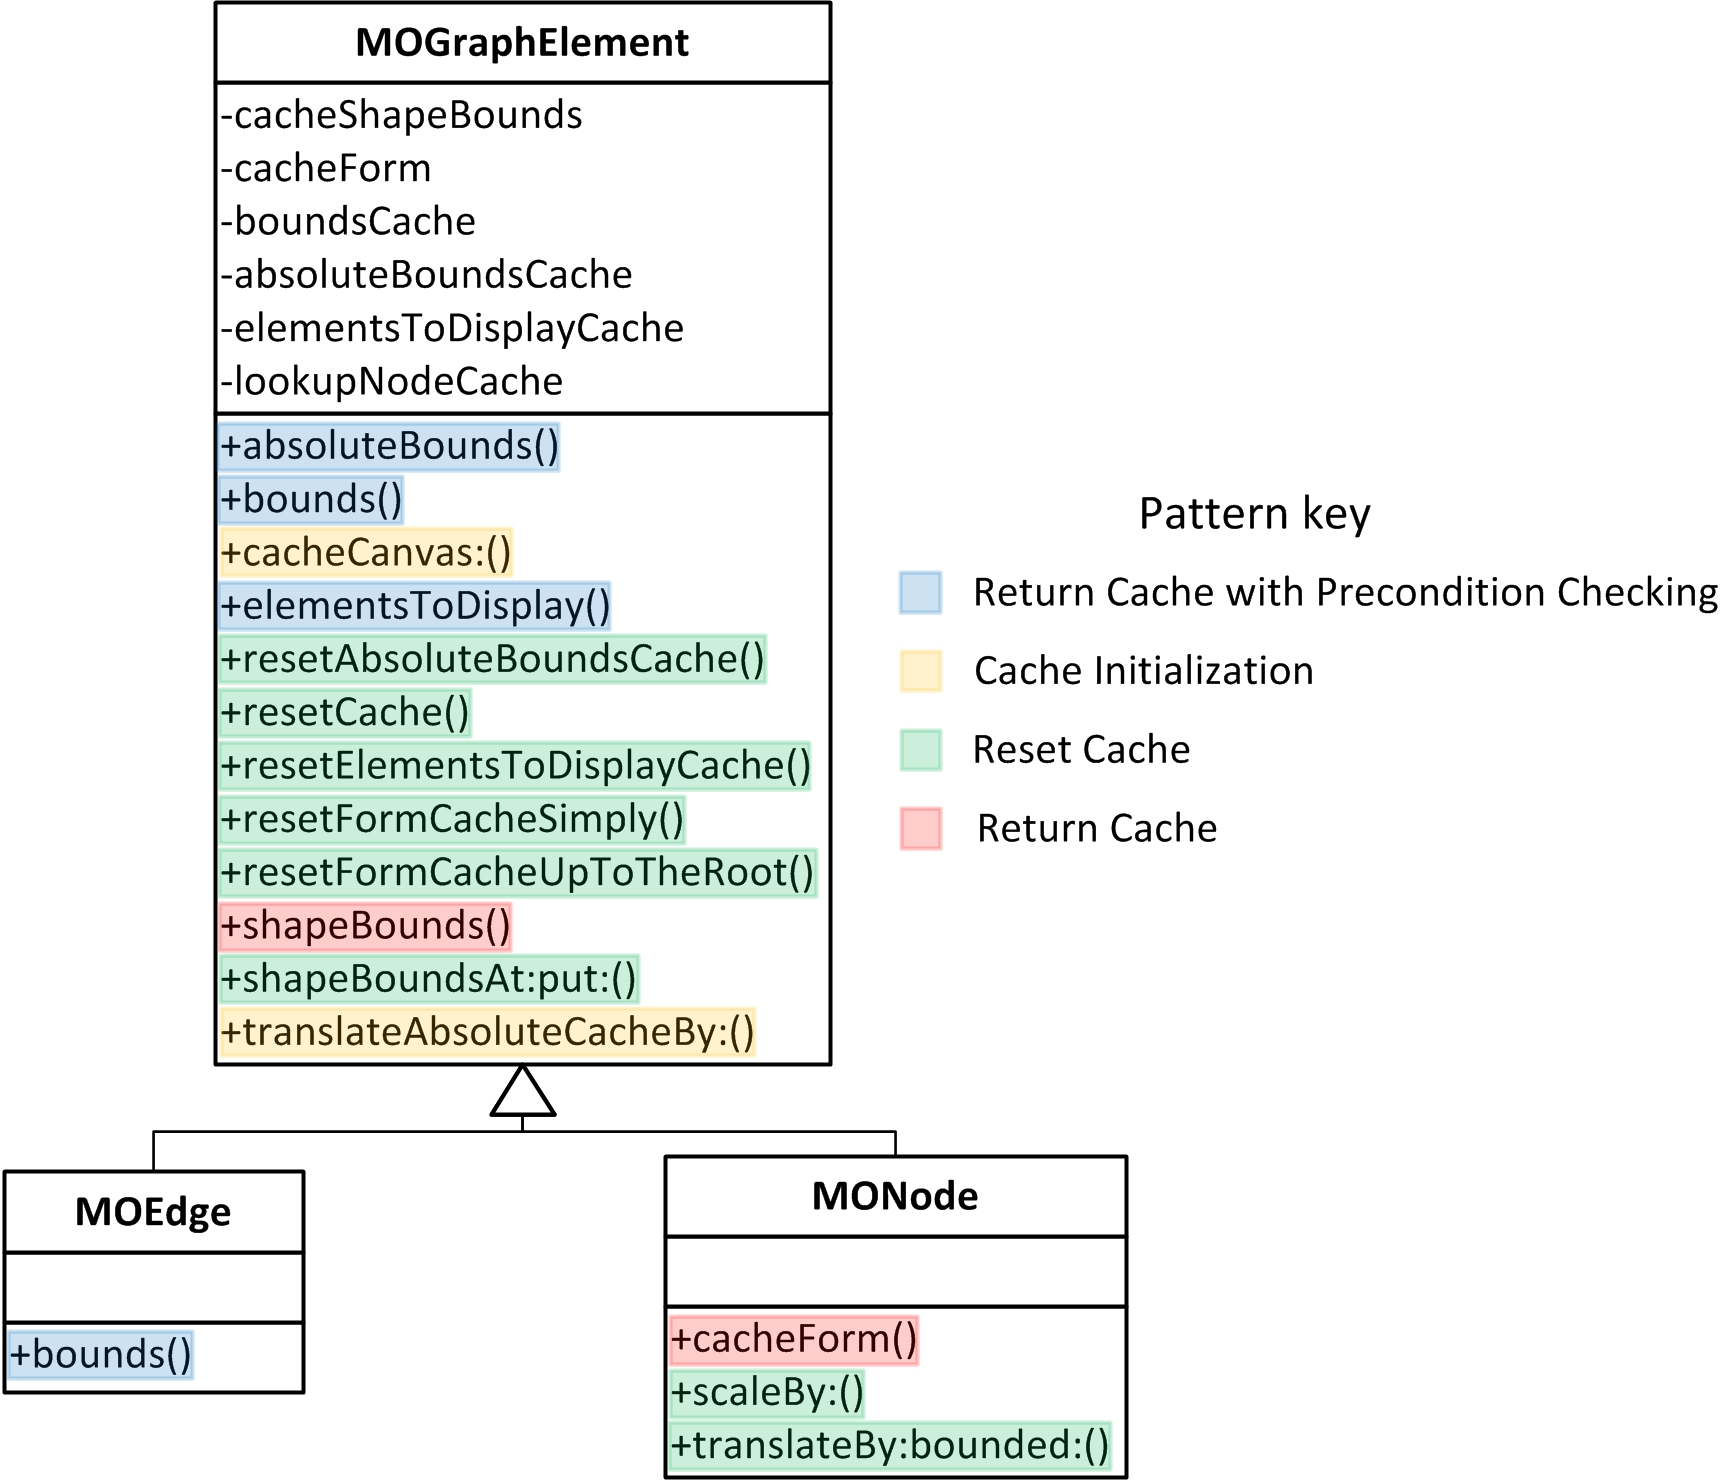 MOGraphElement
-cacheShapeBounds
-cacheForm
-boundsCache
-absoluteBoundsCache
-elementsToDisplayCache
-lookupNodeCache
+absoluteBounds()
+bounds()
+cacheCanvas:()
+elementsToDisplay()
+resetAbsoluteBoundsCache()
+resetCache()
+resetElementsToDisplayCache()
+resetFormCacheSimply()
+resetFormCacheUpToTheRoot()
+shapeBounds()
+shapeBoundsAt:put:()
+translateAbsoluteCacheBy:()
Pattern key
Return Cache with Precondition Checking
Cache Initialization
Reset Cache
Return Cache
MOEdge
+bounds()
MONode
+cacheForm()
+scaleBy:()
+translateBy:bounded:()